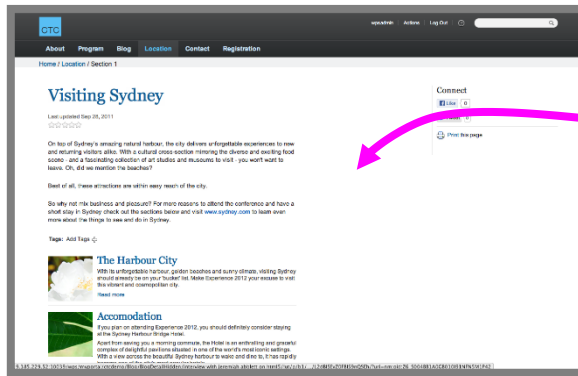 CTC
wpsadmin Actions Log Out
About Program Blog Location Contact Registration
Home / Location / Section 1
Visiting Sydney
Last updated Sep 28, 2011
On top of Sydney's amazing natural harbour, the city delivers unforgettable experiences to new
and returning visitors alike. With a cultural cross-section mirroring the diverse and exciting food
scene - and a fascinating collection of art studios and museums to visit - you won't want to
leave. Oh, did we mention the beaches?
Best of all, these attractions are within easy reach of the city.
So why not mix business and pleasure? For more reasons to attend the conference and have a
short stay in Sydney check out the sections below and visit www.sydney.com to learn even
more about the things to see and do in Sydney.
Tags: Add Tags
The Harbour City
With its unforgettable harbour, golden beaches and sunny climate, visiting Sydney
should already be on your 'bucket' list. Make Experience 2012 your excuse to visit
this vibrant and cosmopolitan city.
Read more
Accomodation
If you plan on attending Experience 2012, you should definitely consider staying
at the Sydney Harbour Bridge Hotel.
Apart from saving you a morning commute, the Hotel is an enthralling and graceful
complex of delightful pavilions situated in one of the world's most iconic settings.
With a view across the beautiful Sydney harbour to wake and dine to, it has rapidly
Connect
Like 0
0
Print this page